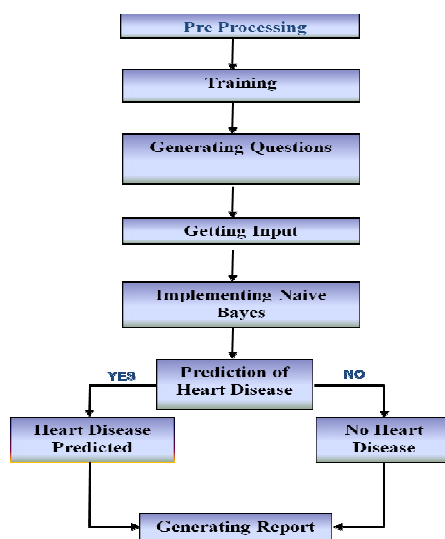 Pre Processing
Training
Generating Questions
Getting Input
Implementing Naive
Bayes
YES
Prediction of
Heart Disease
NO
Heart Disease
Predicted
No Heart
Disease
Generating Report